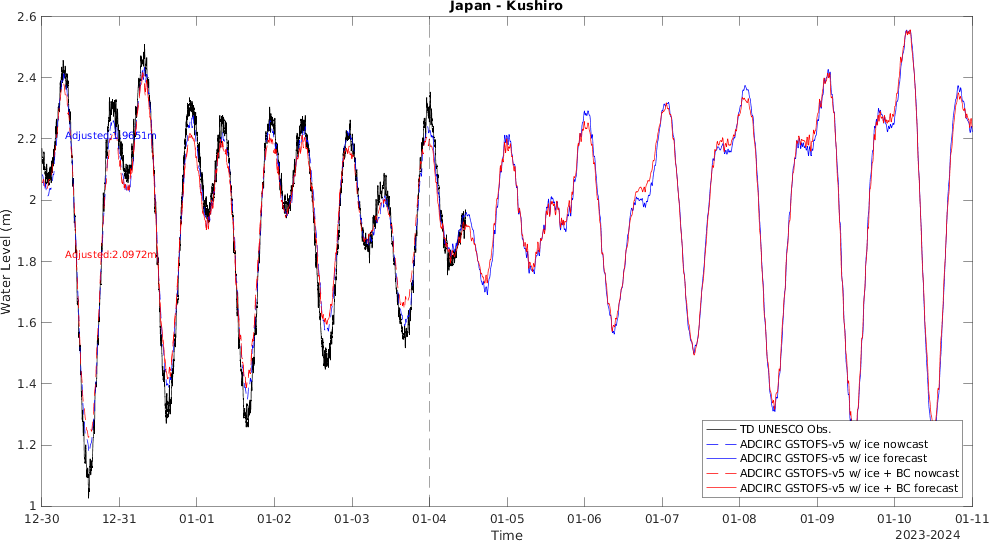 Japan - Kushiro
2.6
2.4
2.2
2
1.8
1.6
1.4
1.2
1
Water Level (m)
Adjusted:1.9651m
Adjusted:2.0972m
TD UNESCO Obs.
ADCIRC GSTOFS-v5 w/ ice nowcast
ADCIRC GSTOFS-v5 w/ ice forecast
ADCIRC GSTOFS-v5 w/ ice + BC nowcast
ADCIRC GSTOFS-v5 w/ ice + BC forecast
12-30 12-31 01-01 01-02 01-03 01-04 01-05 01-06 01-07 01-08 01-09 01-10 01-11
Time
2023-2024